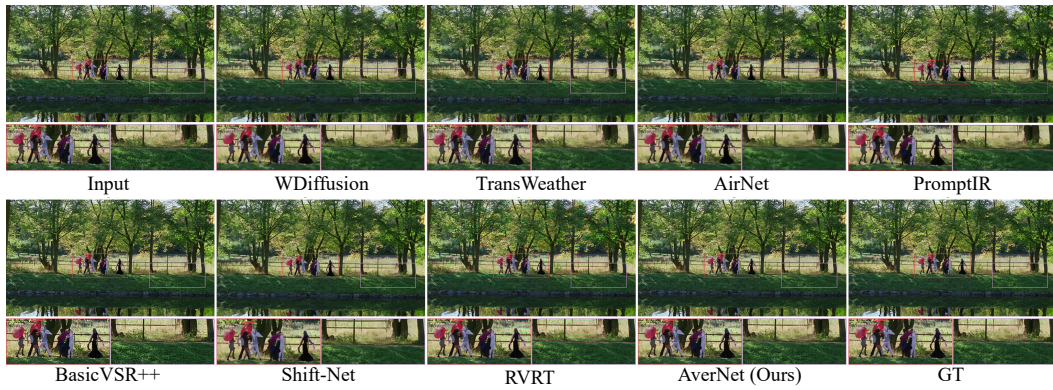 Input WDiffusion TransWeather AirNet PromptIR
BasicVSR++ Shift-Net RVRT AverNet (Ours) GT